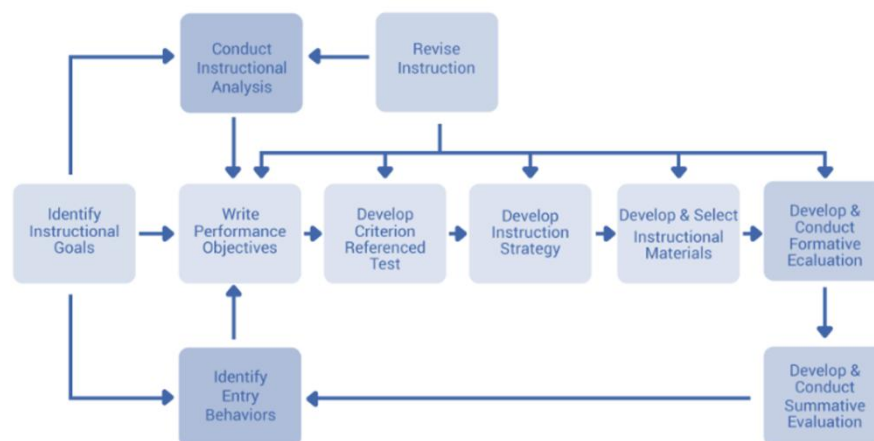 Conduct
Instructional
Analysis
Revise
Instruction
Identify
Instructional
Goals
Write
Performance
Objectives
Develop
Criterion
Referenced
Test
Develop
Instruction
Strategy
Develop & Select
Instructional
Materials
Develop &
Conduct
Formative
Ecaluation
Identify
Entry
Behaviors
Develop &
Conduct
Summative
Evaluation